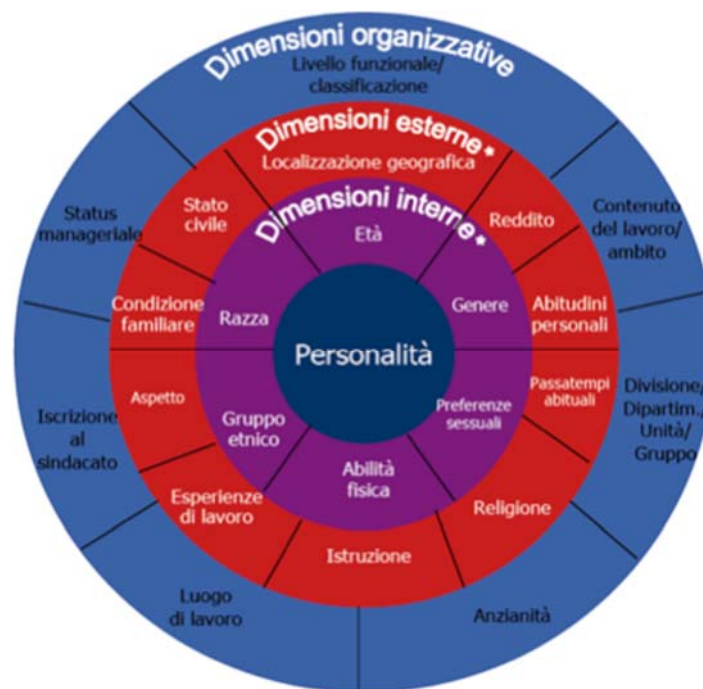 Dimensioni organizzative
Livello funzionale/
classificazione
Dimensioni esterne*
Localizzazione geografica
Dimensioni interne*
Età
Stato
civile
Reddito
Status
manageriale
Contenuto
del lavoro/
ambito
Condizione
familiare
Razza
Genere
Abitudini
personali
Personalità
Aspetto
Passatempi
abituali
Iscrizione
al
sindacato
Gruppo
etnico
Preferenze
sessuali
Divisione/
Dipartim./
Unità/
Gruppo
Abilità
fisica
Esperienze
di lavoro
Religione
Istruzione
Luogo
di lavoro
Anzianità